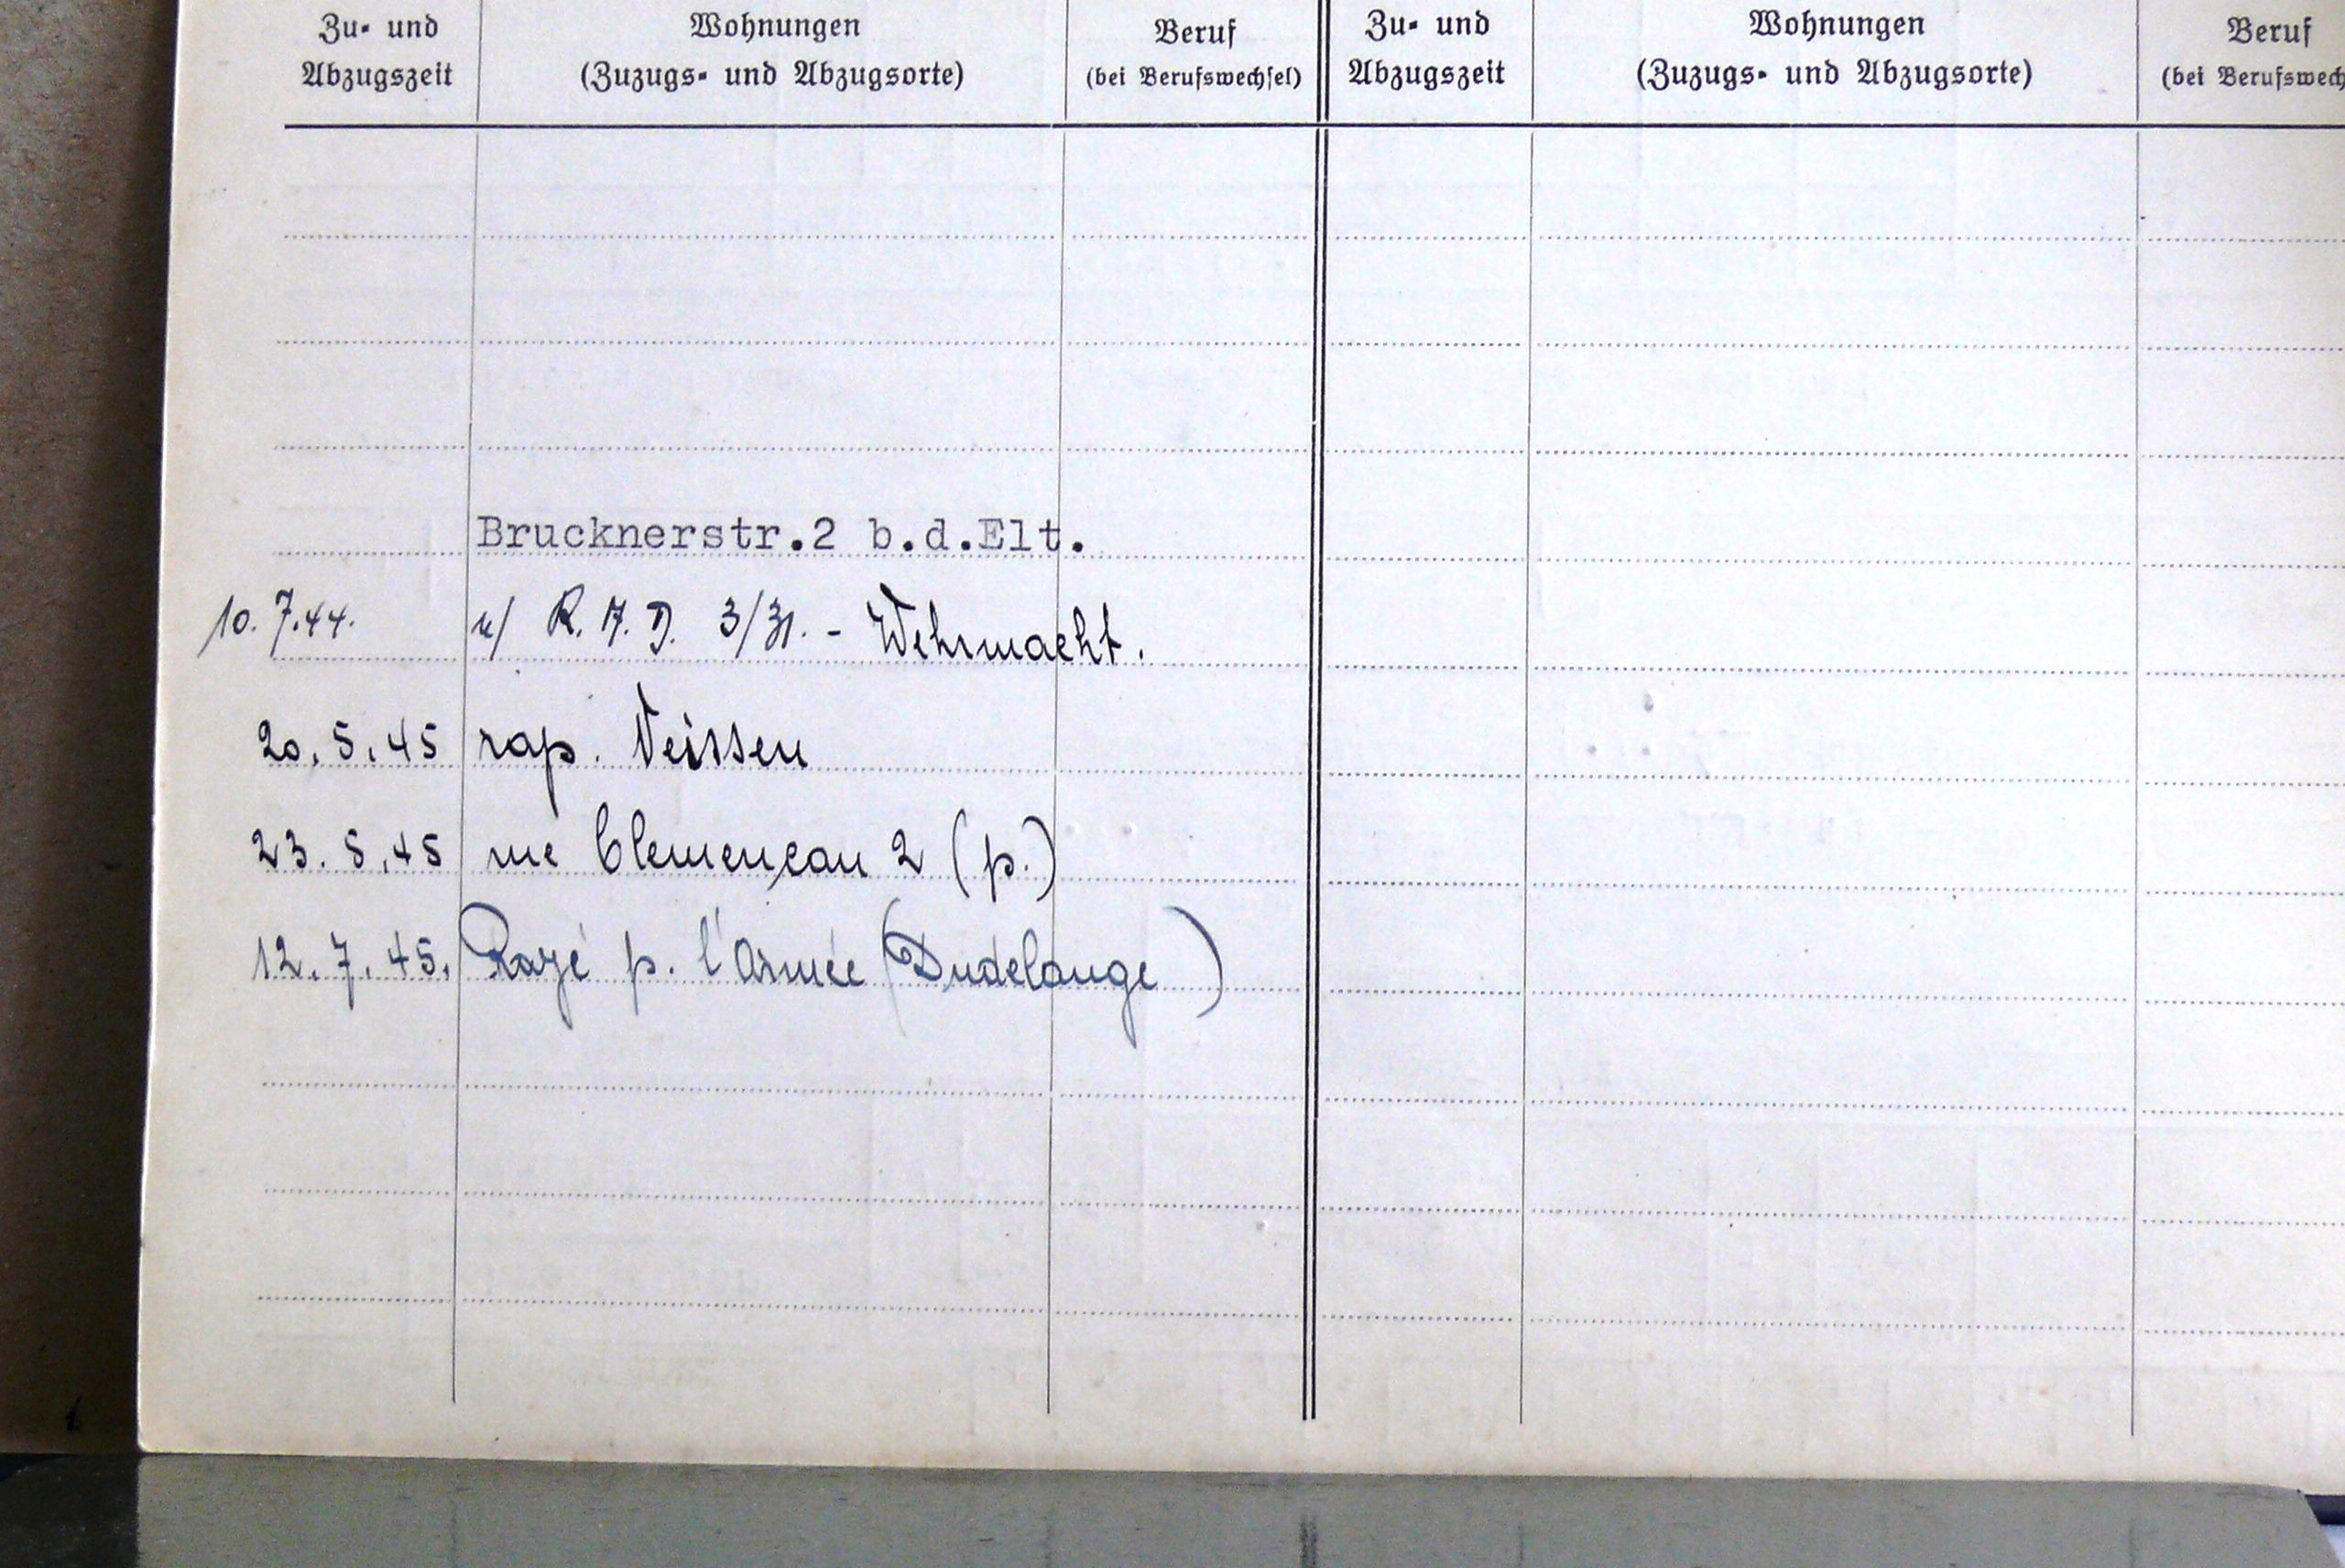 Zu- und Abzugszeit
Wohnungen (Zuzugs- und Abzugsorte)
Beruf (bei Berufswechsel)
Zu- und Abzugszeit
Wohnungen (Zuzugs- und Abzugsorte)
Beruf (bei Berufswech
Brucknerstr.2 b.d.Elt.
10.7.44. n/ R.A.D. 3/31. - Wehrmacht.
20.5.45 rap.
23.5.45 rue Clemenceau 2 (p.)
12.7.45. Rayé p. l'Armée (Dudelange)